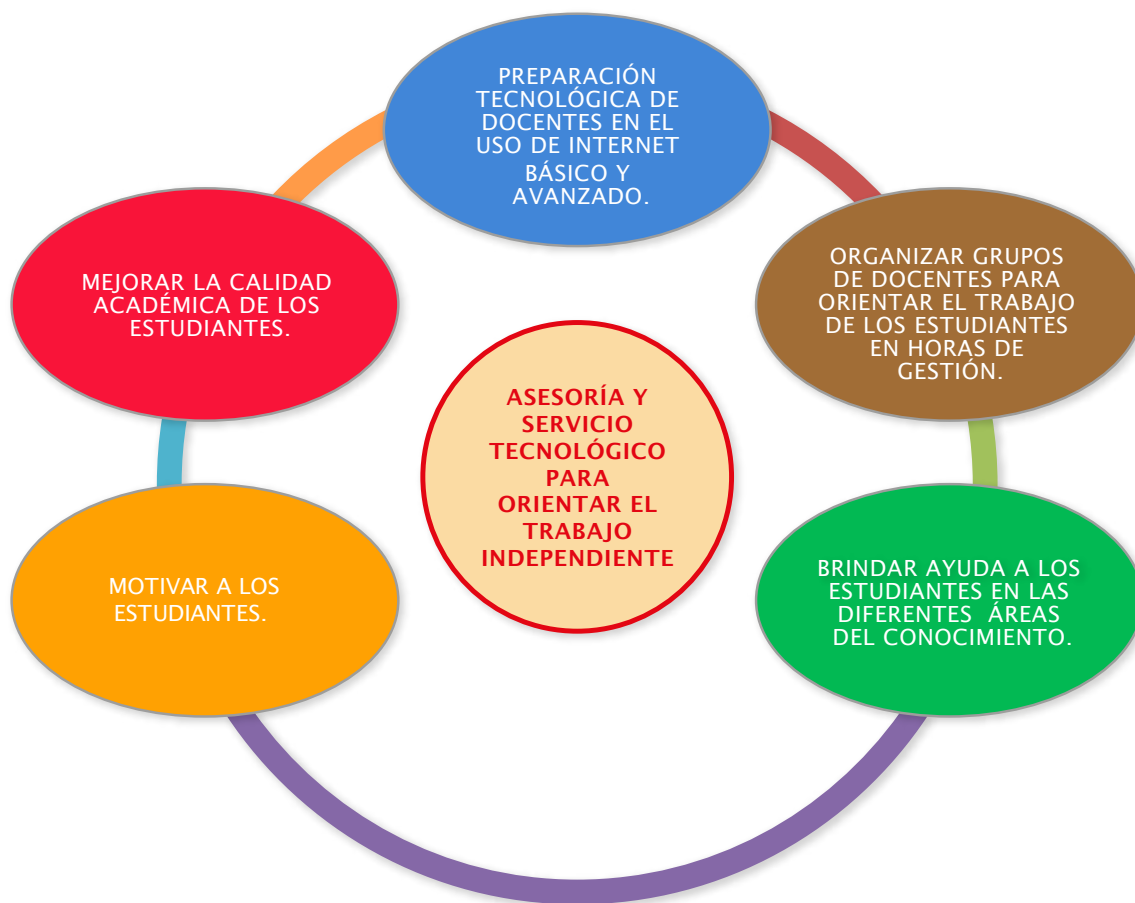 PREPARACIÓN
TECNOLÓGICA DE
DOCENTES EN EL
USO DE INTERNET
BÁSICO Y
AVANZADO.
ORGANIZAR GRUPOS
DE DOCENTES PARA
ORIENTAR EL TRABAJO
DE LOS ESTUDIANTES
EN HORAS DE
GESTIÓN.
BRINDAR AYUDA A LOS
ESTUDIANTES EN LAS
DIFERENTES ÁREAS
DEL CONOCIMIENTO.
MOTIVAR A LOS
ESTUDIANTES.
MEJORAR LA CALIDAD
ACADÉMICA DE LOS
ESTUDIANTES.
ASESORÍA Y
SERVICIO
TECNOLÓGICO
PARA
ORIENTAR EL
TRABAJO
INDEPENDIENTE